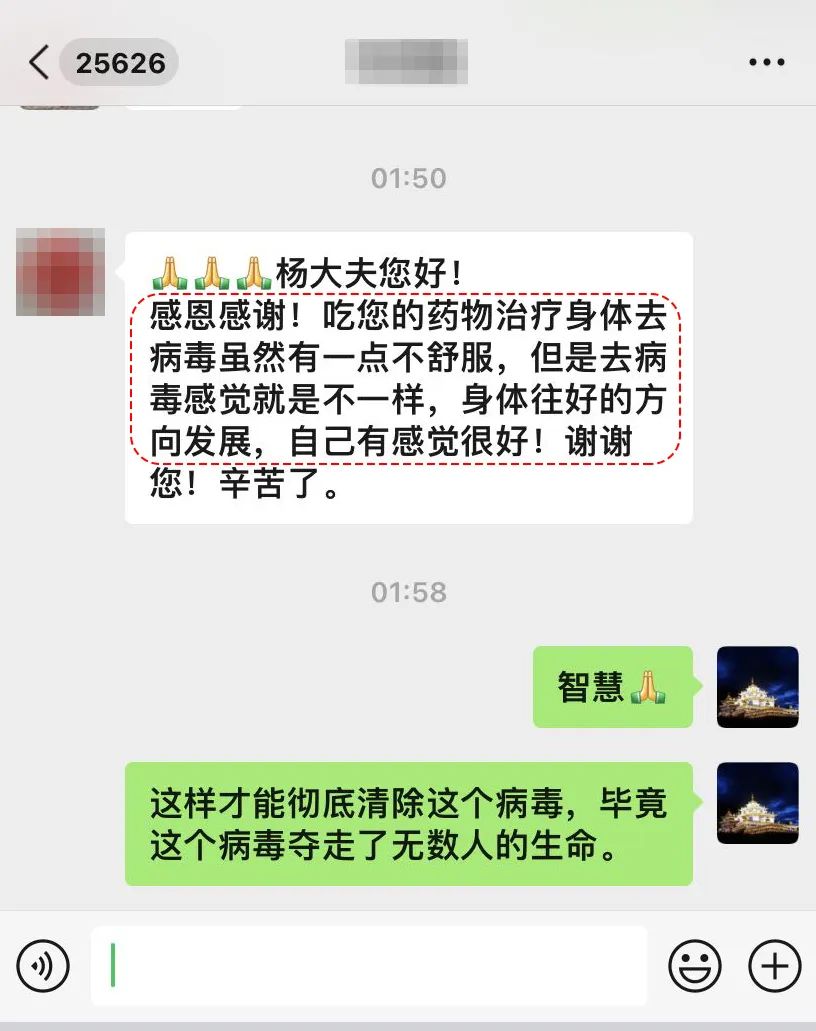 25626
01:50
🙏🙏🙏杨大夫您好！
感恩感谢！吃您的药物治疗身体去
病毒虽然有一点不舒服，但是去病
毒感觉就是不一样，身体往好的方
向发展，自己有感觉很好！谢谢
您！辛苦了。
01:58
智慧🙏
这样才能彻底清除这个病毒，毕竟
这个病毒夺走了无数人的生命。